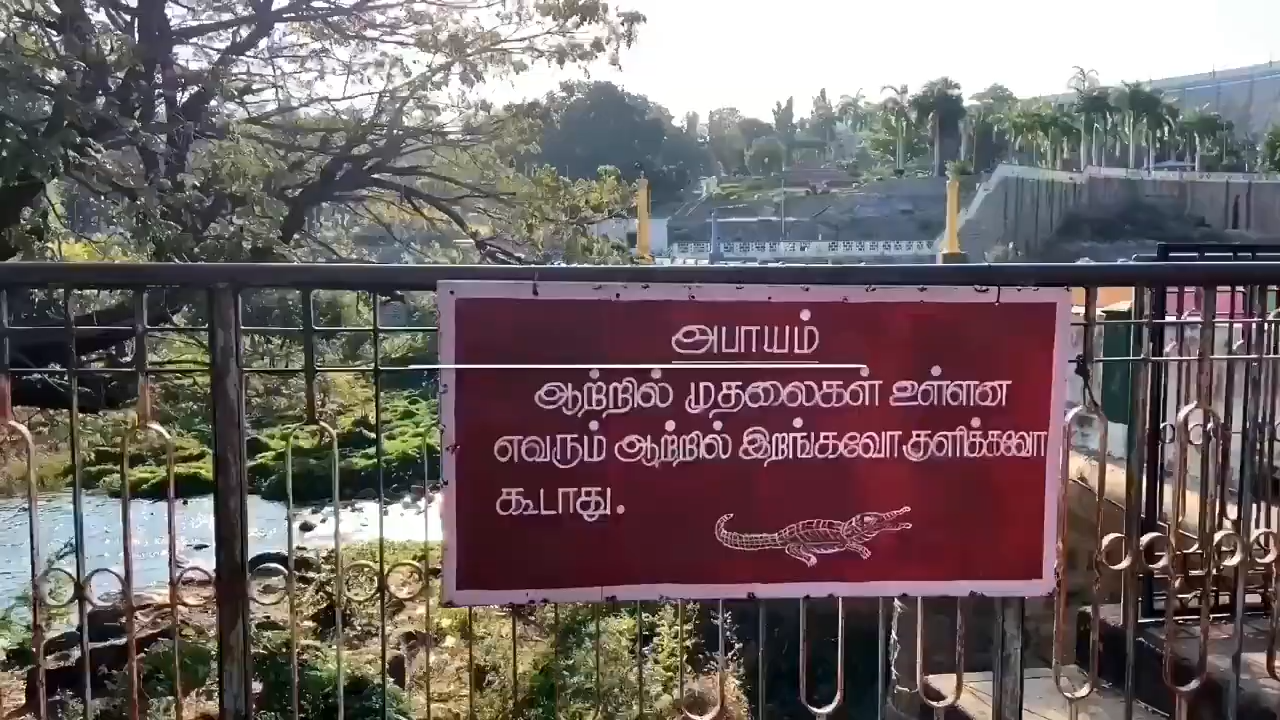 அபாயம்
ஆற்றில் முதலைகள் உள்ளன
எவரும் ஆற்றில் இறங்கவோ குளிக்கவோ
கூடாது.